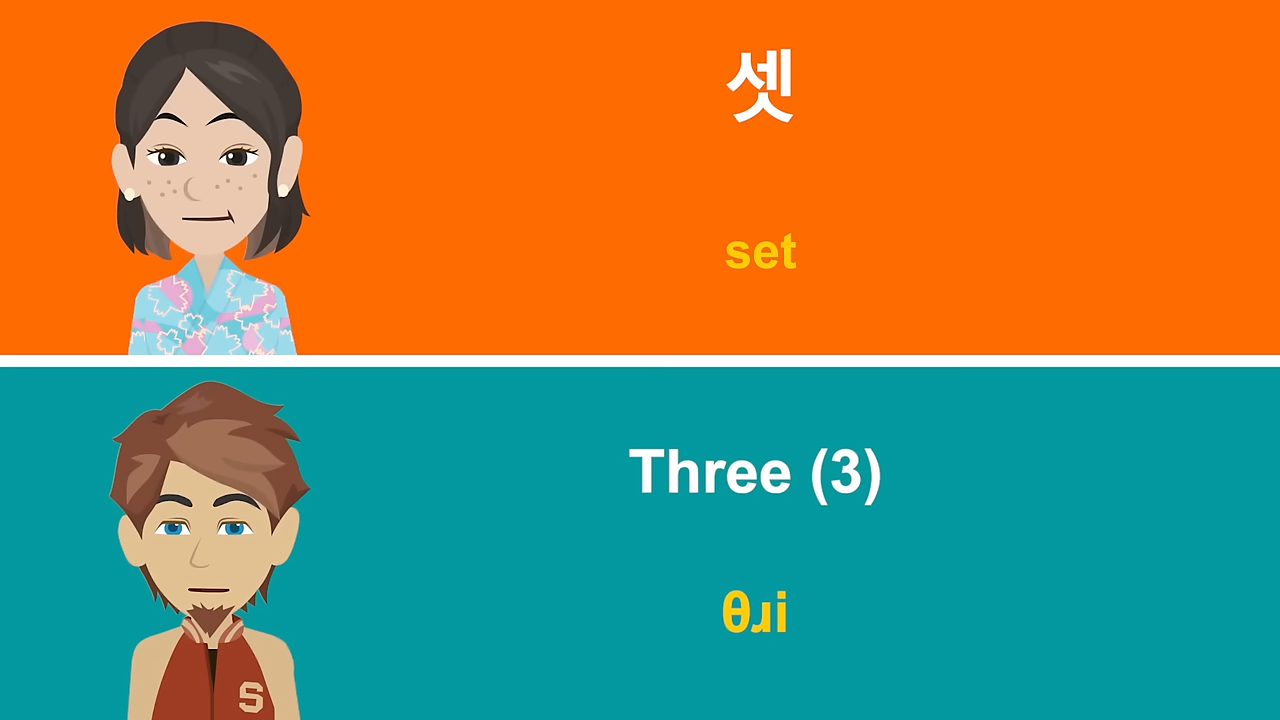 셋
set
Three (3)
θɹi
S